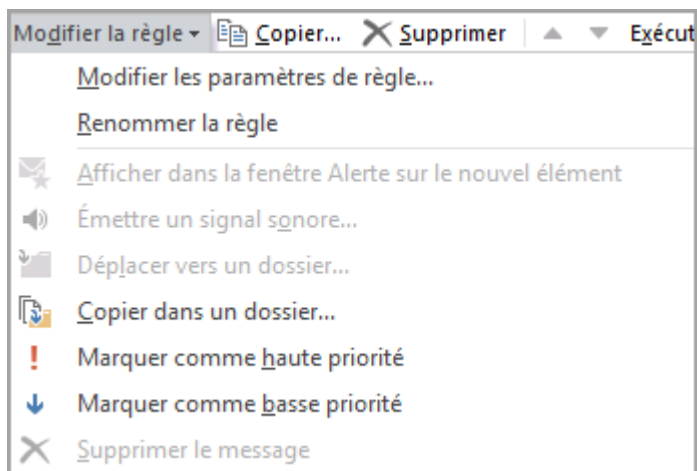 Modifier la règle Copier... Supprimer Exécut
Modifier les paramètres de règle...
Renommer la règle
Afficher dans la fenêtre Alerte sur le nouvel élément
Émettre un signal sonore...
Déplacer vers un dossier...
Copier dans un dossier...
Marquer comme haute priorité
Marquer comme basse priorité
Supprimer le message